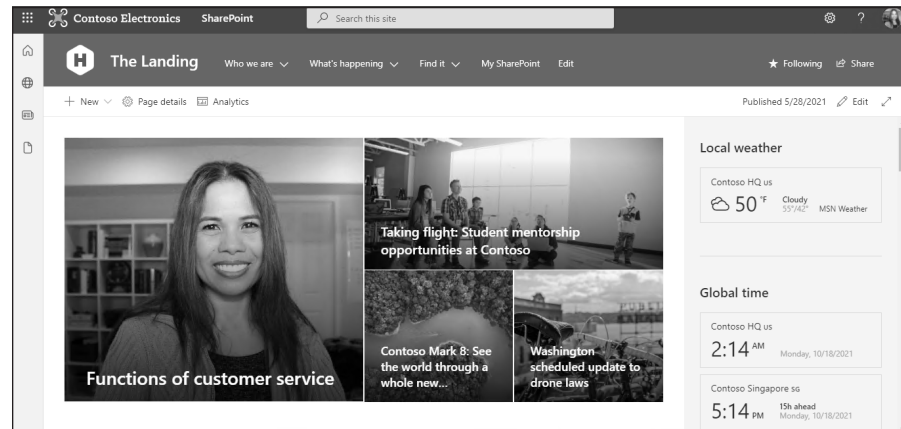 Contoso Electronics SharePoint Search this site ?
H The Landing Who we are What's happening Find it My SharePoint Edit Following Share
New Page details Analytics Published 5/28/2021 Edit
Functions of customer service
Taking flight: Student mentorship
opportunities at Contoso
Contoso Mark 8: See
the world through a
whole new...
Washington
scheduled update to
drone laws
Local weather
Contoso HQ us
50 °F Cloudy
55°/42° MSN Weather
Global time
Contoso HQ us
2:14 AM Monday, 10/18/2021
Contoso Singapore sg
5:14 PM 15h ahead
Monday, 10/18/2021